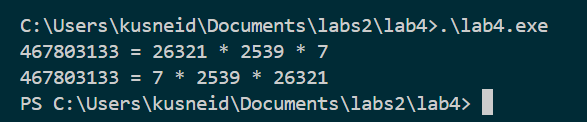 C:\Users\kusneid\Documents\labs2\lab4>.\lab4.exe
467803133 = 26321 * 2539 * 7
467803133 = 7 * 2539 * 26321
PS C:\Users\kusneid\Documents\labs2\lab4>